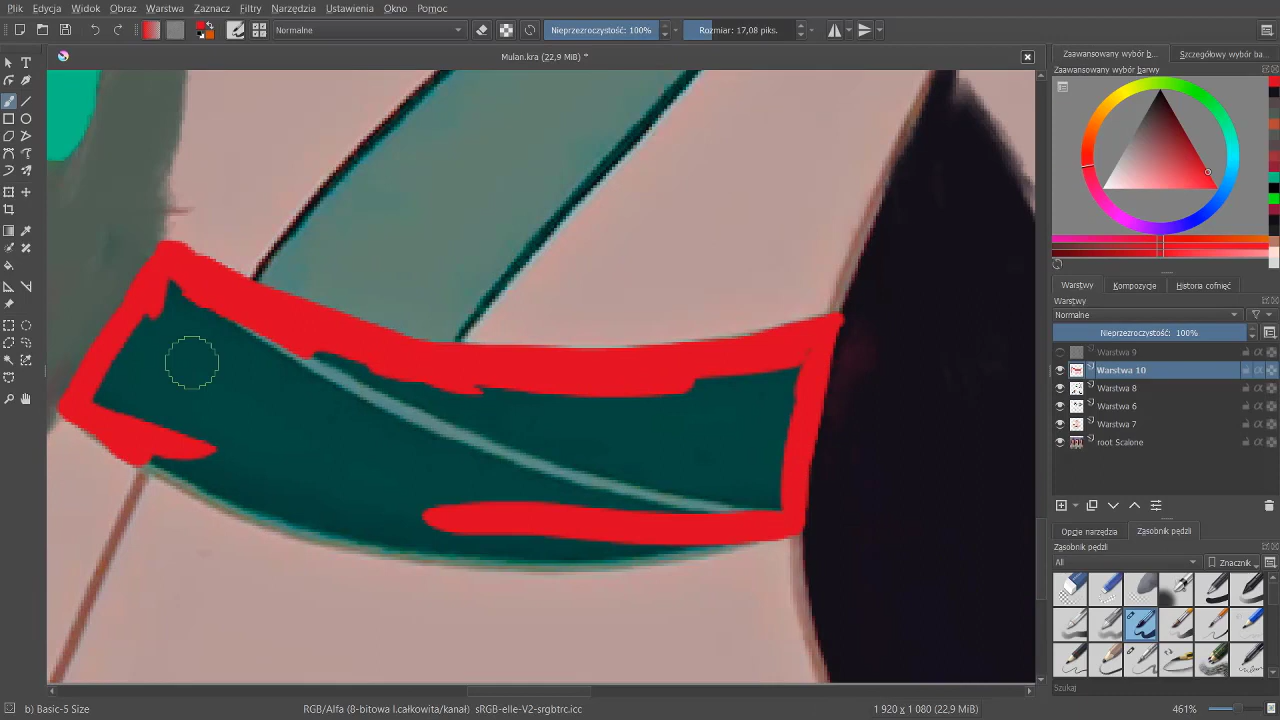 Plik Edycja Widok Obraz Warstwa Zaznacz Filtry Narzędzia Ustawienia Okno Pomoc
Normalne Nieprzezroczystość: 100% Rozmiar: 17,08 piks.
Mulan.kra (22,9 MiB) *
Zaawansowany wybór b... Szczegółowy wybór ba...
Zaawansowany wybór barwy
Warstwy Kompozycje Historia cofnięć
Warstwy
Normalne
Nieprzezroczystość: 100%
Warstwa 9
Warstwa 10
Warstwa 8
Warstwa 6
Warstwa 7
root Scalone
Opcje narzędzia Zasobnik pędzli
Zasobnik pędzli
All Znacznik
Szukaj
b) Basic-5 Size RGB/Alfa (8-bitowa l.całkowita/kanał) sRGB-elle-V2-srgbtrc.icc 1 920 x 1 080 (22,9 MiB) 461%